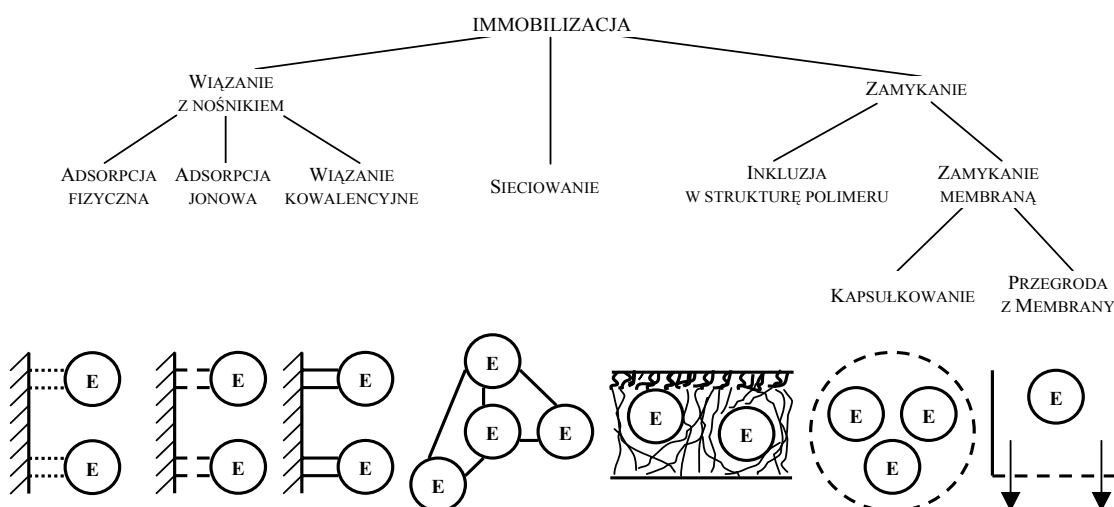 IMMOBILIZACJA
WIĄZANIE
Z NOŚNIKIEM
ZAMYKANIE
ADSORPCJA
FIZYCZNA
ADSORPCJA
JONOWA
WIĄZANIE
KOWALENCYJNE
SIECIOWANIE
INKLUZJA
W STRUKTURĘ POLIMERU
ZAMYKANIE
MEMBRANĄ
KAPSUŁKOWANIE
PRZEGRODA
Z MEMBRANY
E E E E E E E E
E E E E E E E E